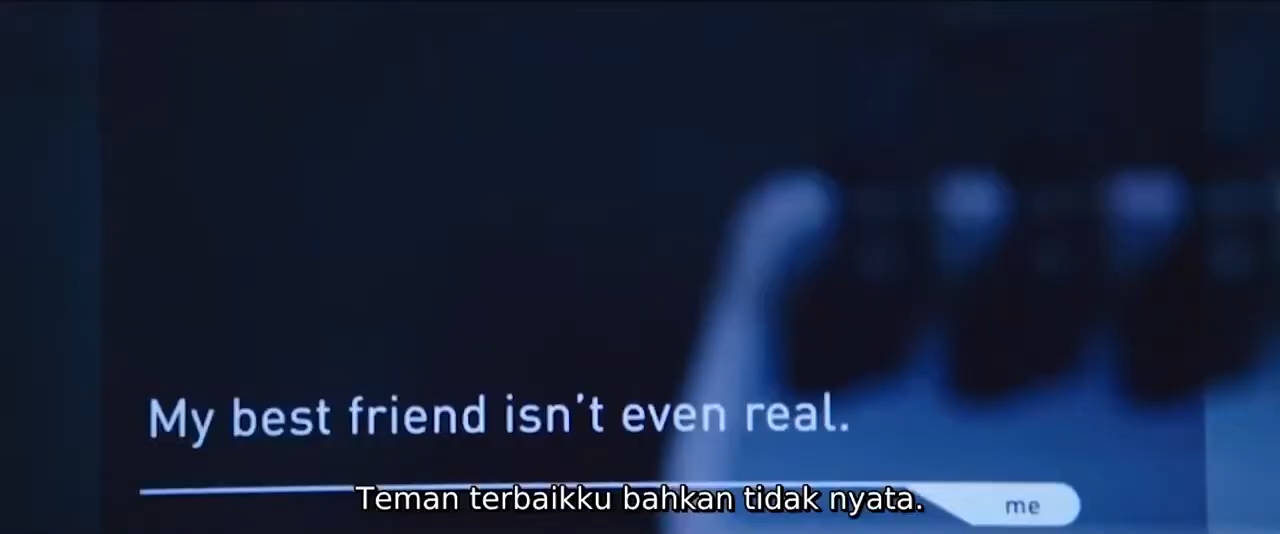 My best friend isn't even real.
Teman terbaikku bahkan tidak nyata.
me